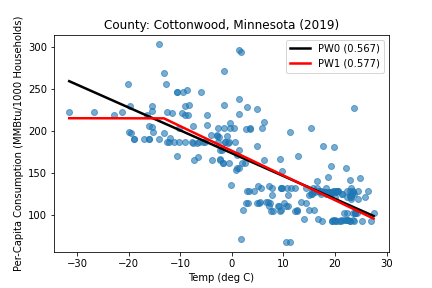 County: Cottonwood, Minnesota (2019)
Per-Capita Consumption (MMBtu/1000 Households)
300
250
200
150
100
PW0 (0.567)
PW1 (0.577)
−30 −20 −10 0 10 20 30
Temp (deg C)